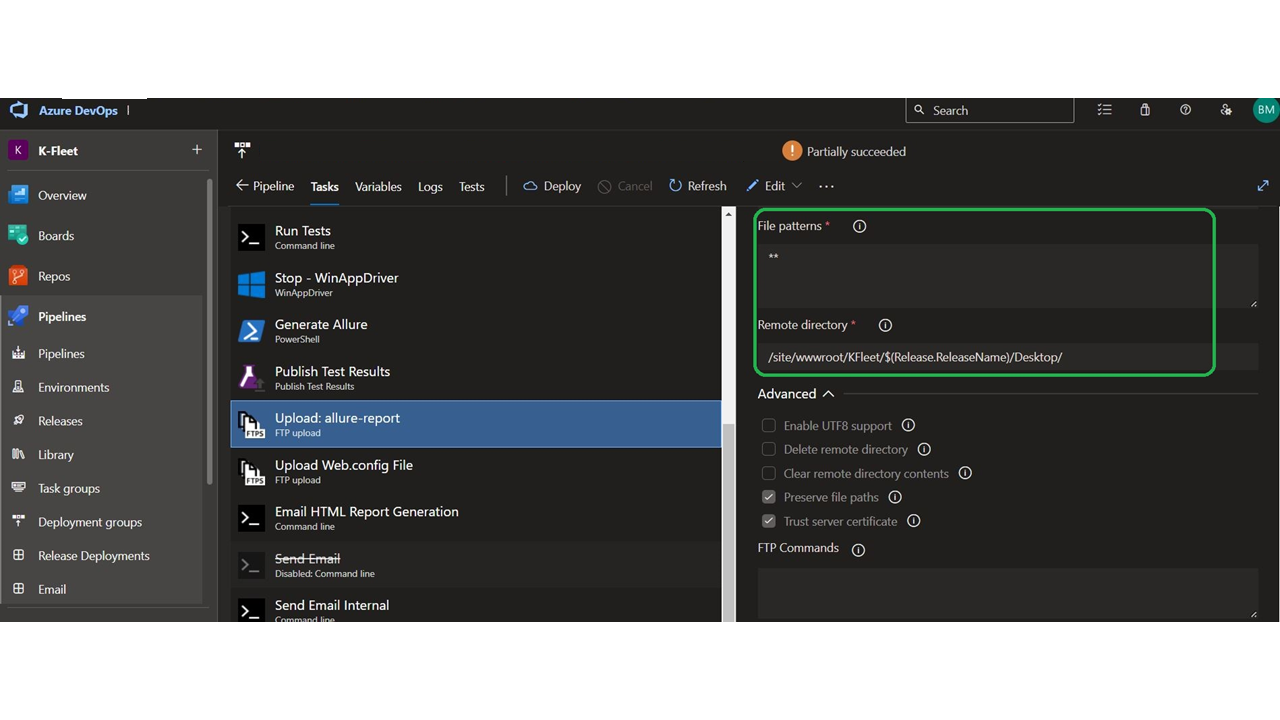 Azure DevOps
Search
BM
K
K-Fleet
+
Partially succeeded
Pipeline
Tasks
Variables
Logs
Tests
Deploy
Cancel
Refresh
Edit
...
Overview
Boards
Repos
Pipelines
Pipelines
Environments
Releases
Library
Task groups
Deployment groups
Release Deployments
Email
Run Tests
Command line
Stop - WinAppDriver
WinAppDriver
Generate Allure
PowerShell
Publish Test Results
Publish Test Results
FTPS
Upload: allure-report
FTP upload
FTPS
Upload Web.config File
FTP upload
Email HTML Report Generation
Command line
Send Email
Disabled: Command line
Send Email Internal
Command line
File patterns *
**
Remote directory *
/site/wwwroot/KFleet/$(Release.ReleaseName)/Desktop/
Advanced
Enable UTF8 support
Delete remote directory
Clear remote directory contents
Preserve file paths
Trust server certificate
FTP Commands